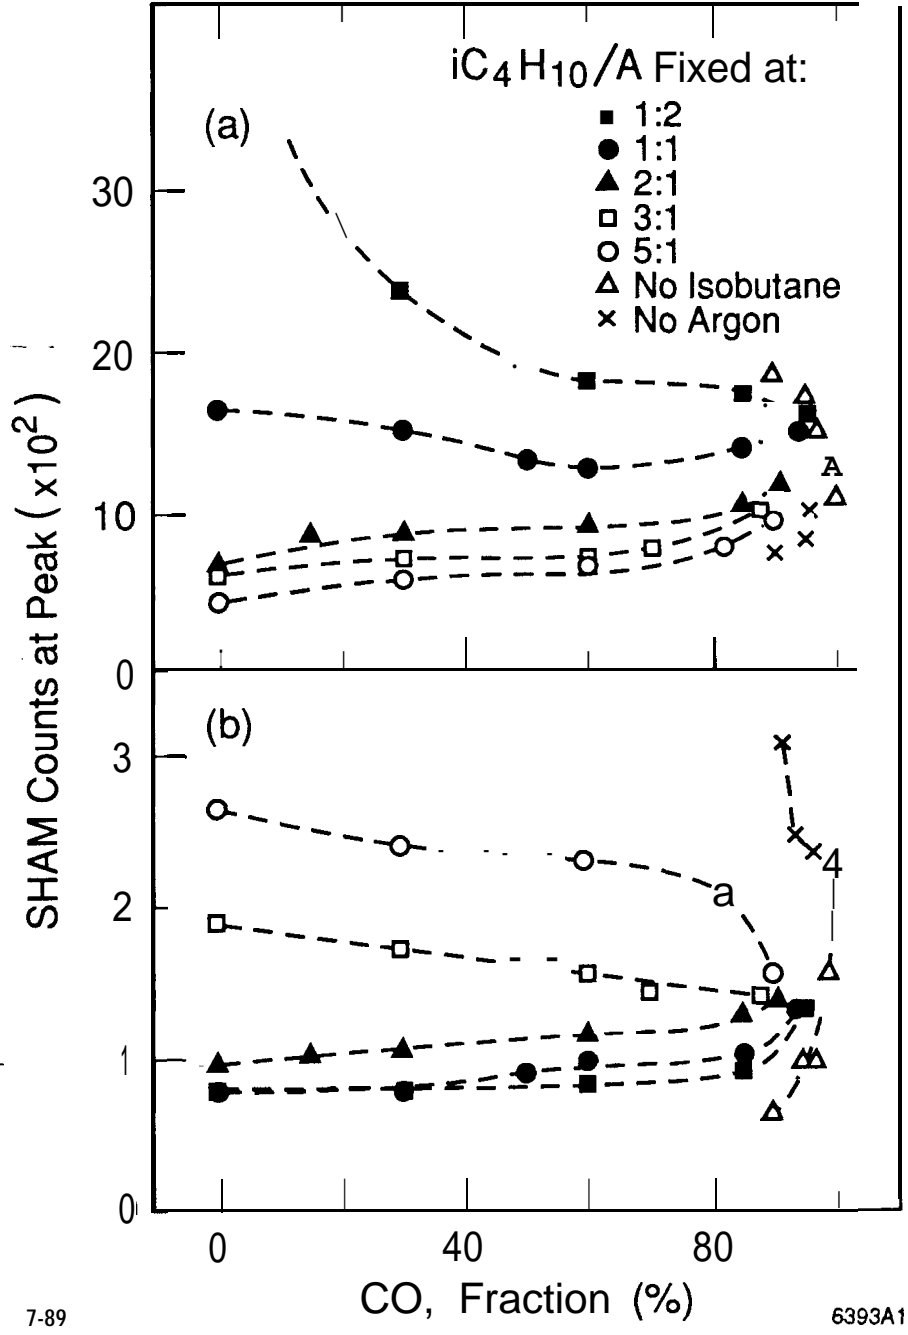 iC4H10/A Fixed at:
(a)
1:2
1:1
2:1
3:1
5:1
No Isobutane
No Argon
30
20
10
0
A
SHAM Counts at Peak (x10²)
(b)
3
2
1
0
a
4
0 40 80
CO, Fraction (%)
7-89
6393A1